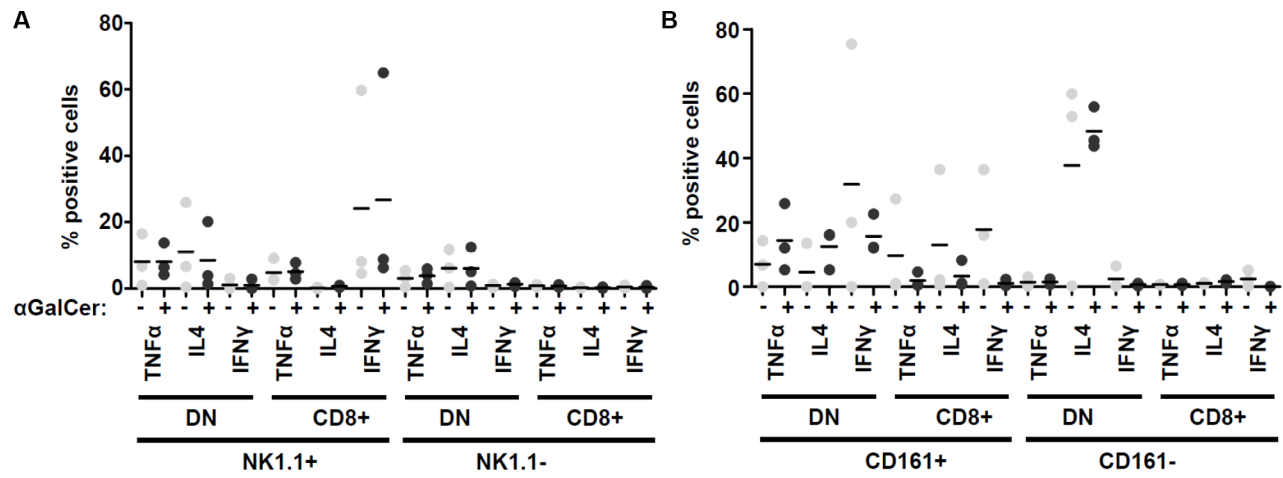 A
% positive cells
80
60
40
20
0
αGalCer: - + - + - + - + - + - + - + - + - + - + - + - +
TNFα IL4 IFNγ TNFα IL4 IFNγ TNFα IL4 IFNγ TNFα IL4 IFNγ
DN CD8+ DN CD8+
NK1.1+ NK1.1-
B
% positive cells
80
60
40
20
0
- + - + - + - + - + - + - + - + - + - + - + - +
TNFα IL4 IFNγ TNFα IL4 IFNγ TNFα IL4 IFNγ TNFα IL4 IFNγ
DN CD8+ DN CD8+
CD161+ CD161-